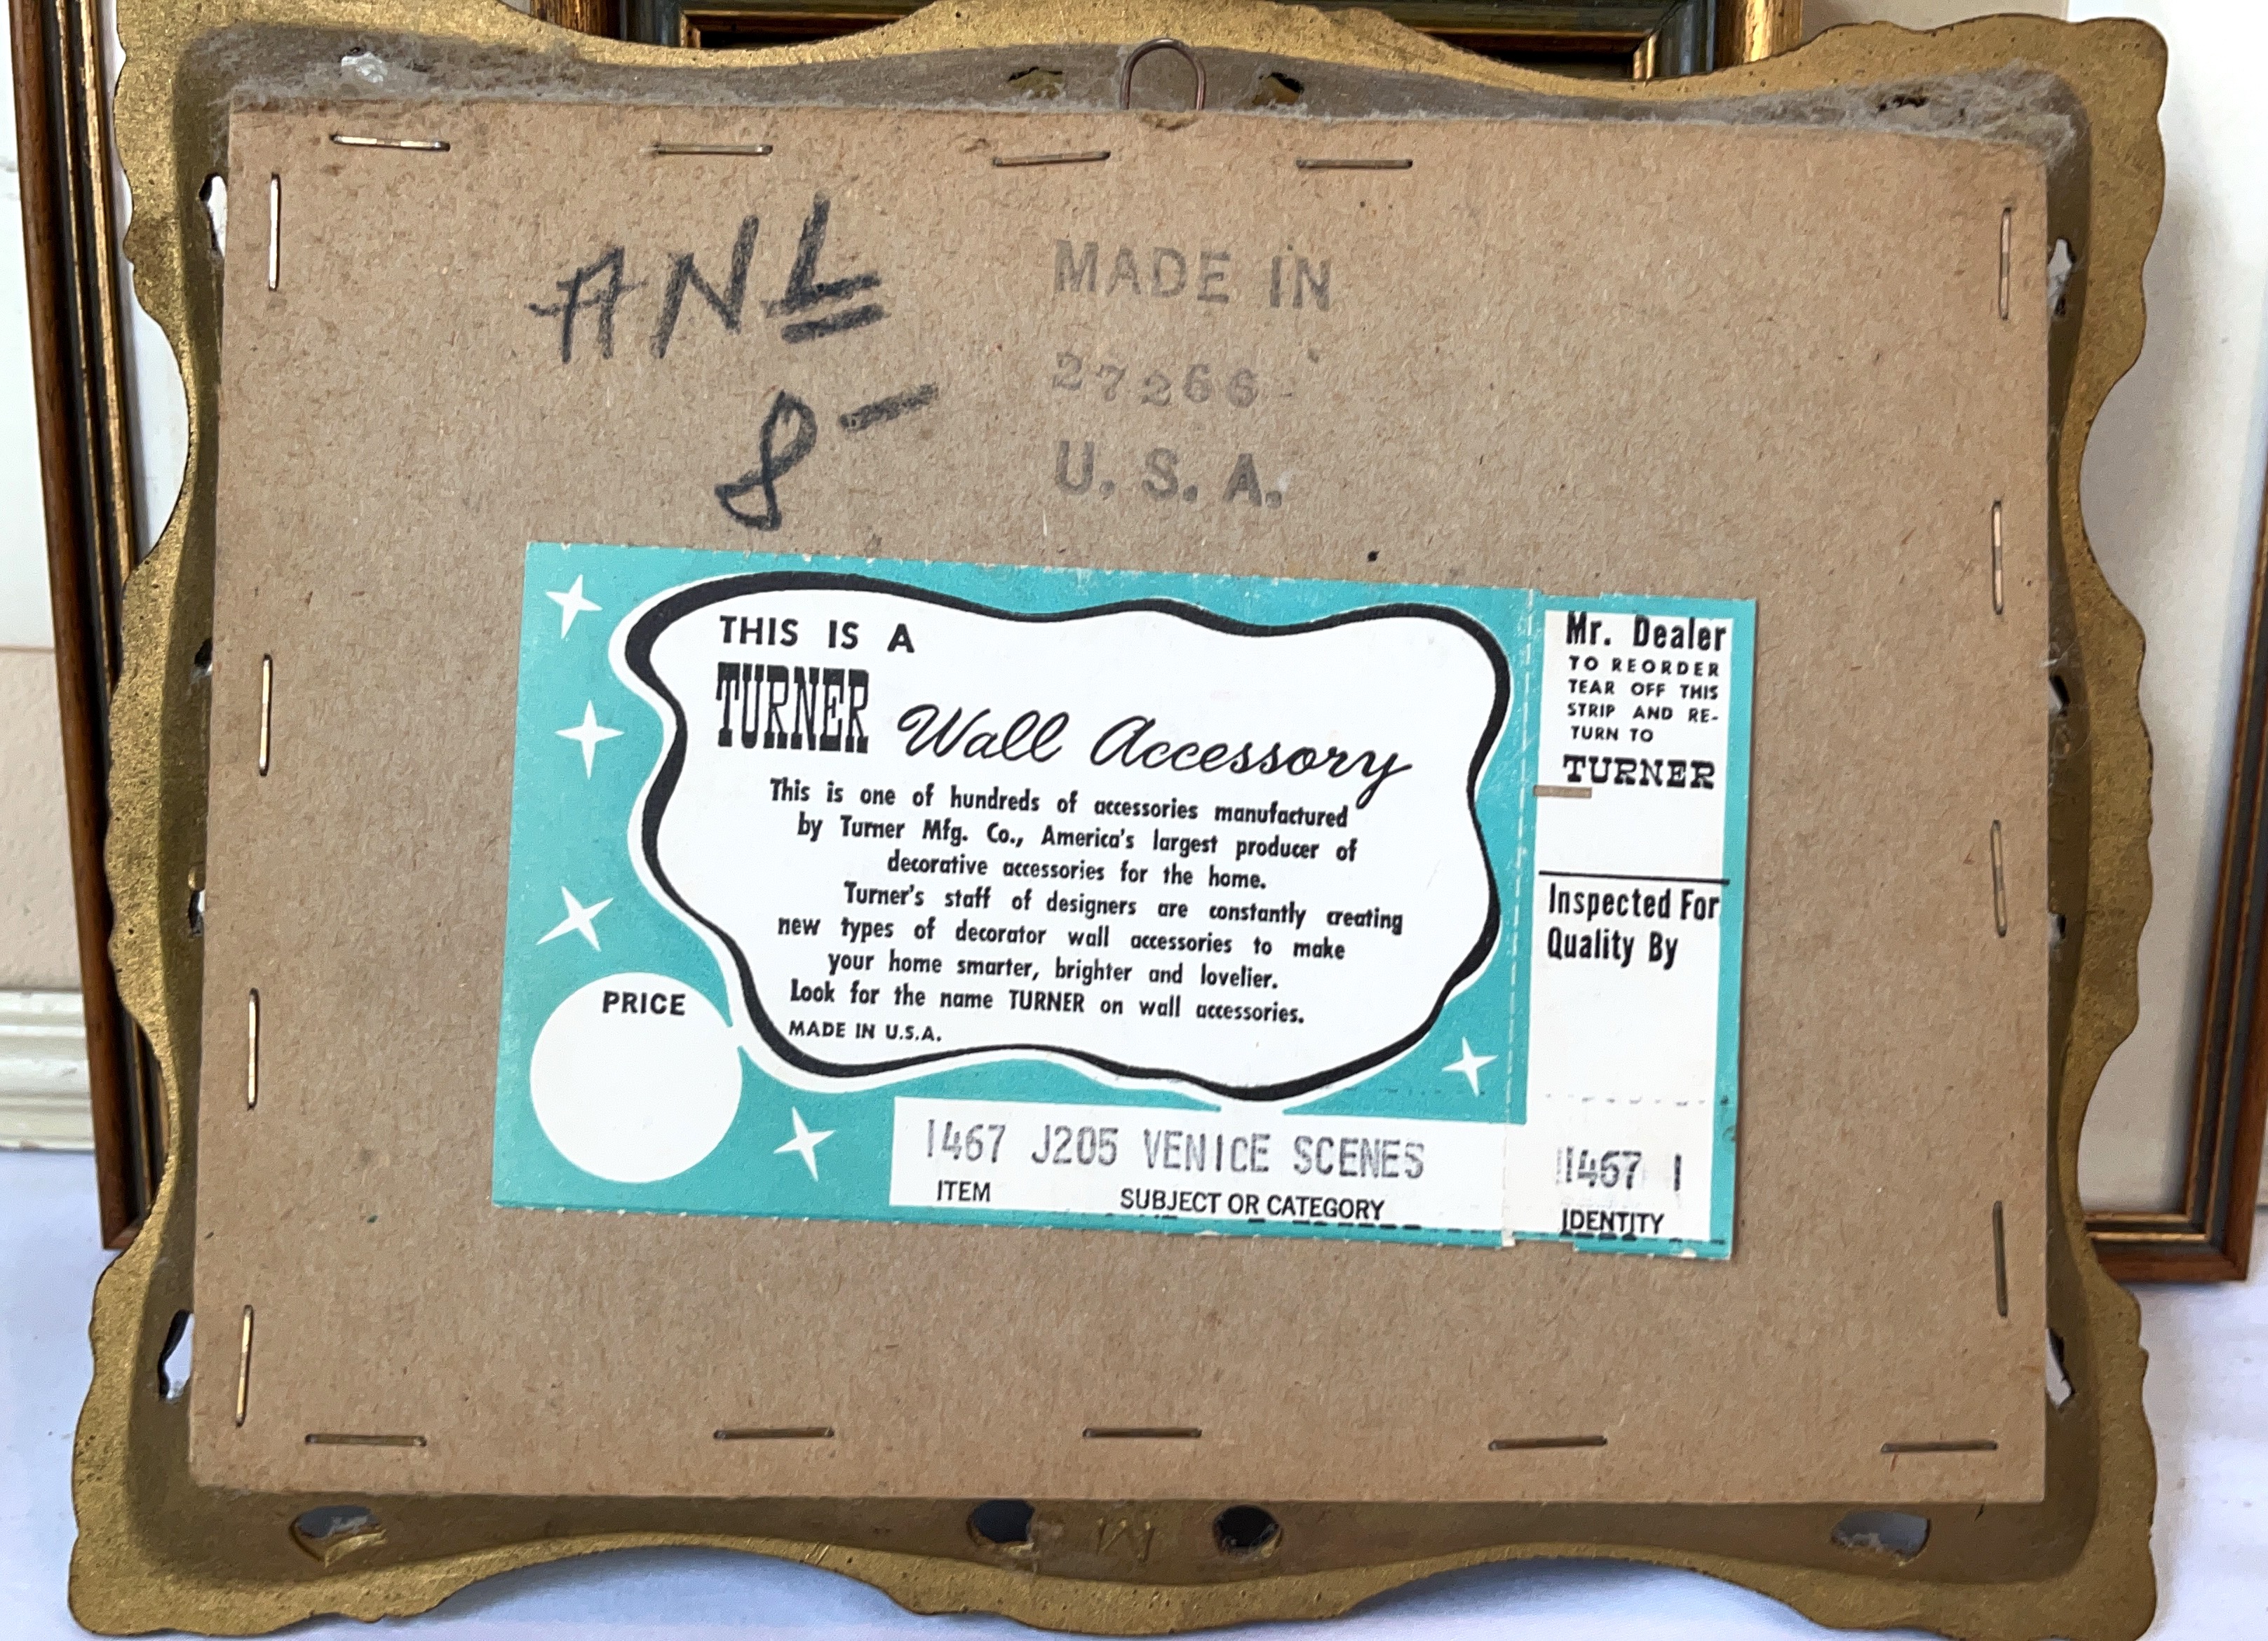 ANL
8-
MADE IN
27266
U. S. A.
THIS IS A
TURNER Wall Accessory
This is one of hundreds of accessories manufactured
by Turner Mfg. Co., America's largest producer of
decorative accessories for the home.
Turner's staff of designers are constantly creating
new types of decorator wall accessories to make
your home smarter, brighter and lovelier.
Look for the name TURNER on wall accessories.
MADE IN U.S.A.
PRICE
1467 J205 VENICE SCENES
ITEM SUBJECT OR CATEGORY
Mr. Dealer
TO REORDER
TEAR OFF THIS
STRIP AND RE-
TURN TO
TURNER
Inspected For
Quality By
1467 1
IDENTITY